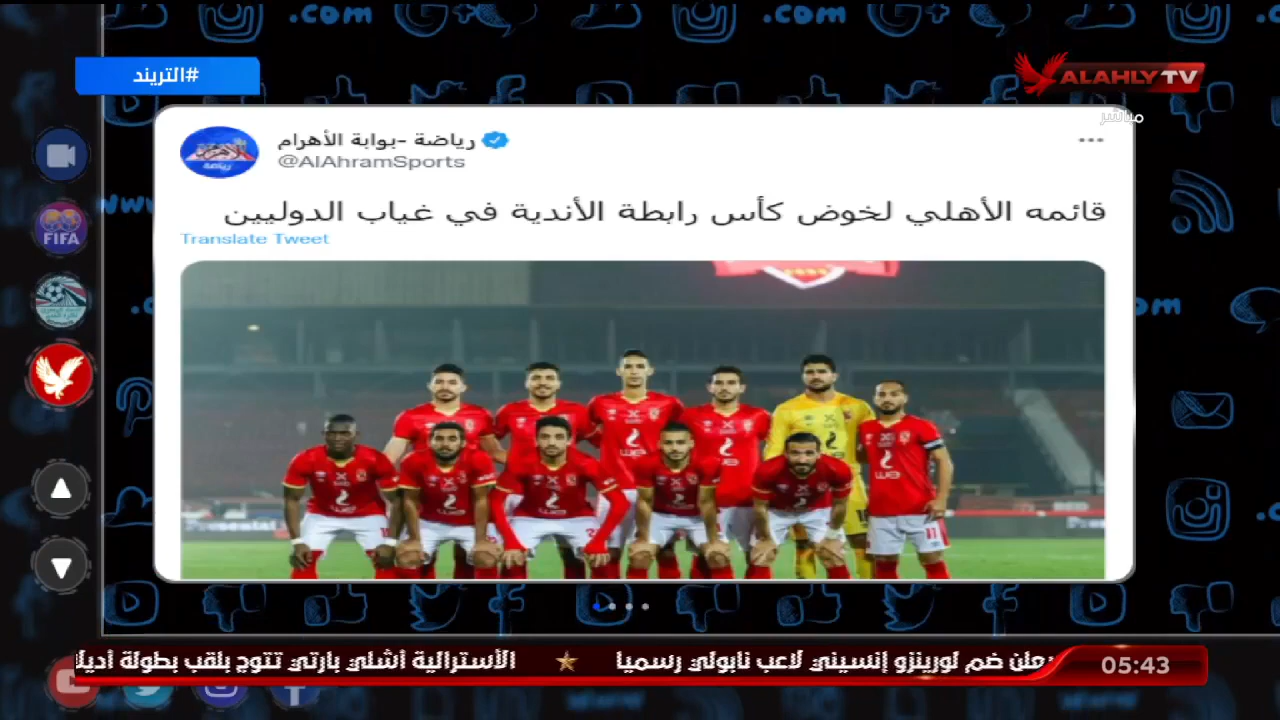 #التريند
ALAHLY TV
مباشر
رياضة -بوابة الأهرام
@AlAhramSports
قائمه الأهلي لخوض كأس رابطة الأندية في غياب الدوليين
Translate Tweet
FIFA
يعلن ضم لورينزو إنسيني لاعب نابولي رسميا
الأسترالية أشلي بارتي تتوج بلقب بطولة أديلا
05:43